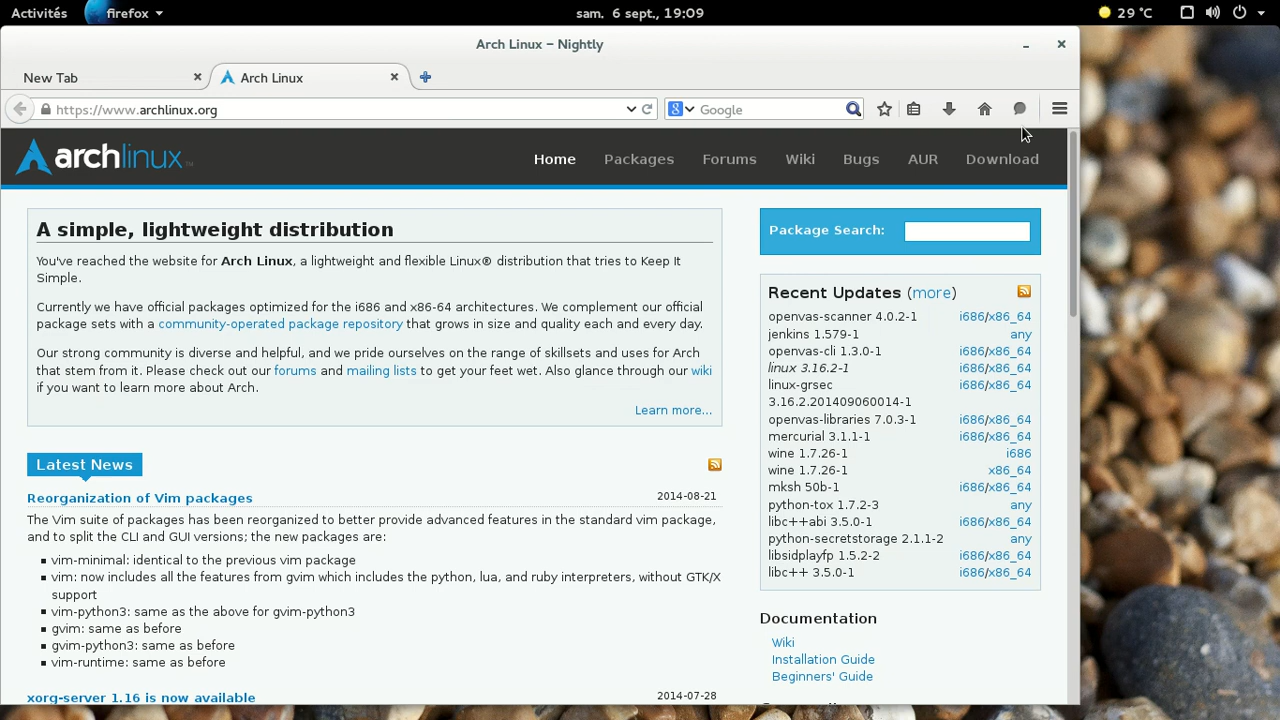 Activités firefox sam. 6 sept., 19:09 29 °C
Arch Linux – Nightly
New Tab Arch Linux
https://www.archlinux.org Google
archlinux™ Home Packages Forums Wiki Bugs AUR Download
A simple, lightweight distribution
You've reached the website for Arch Linux, a lightweight and flexible Linux® distribution that tries to Keep It
Simple.
Currently we have official packages optimized for the i686 and x86-64 architectures. We complement our official
package sets with a community-operated package repository that grows in size and quality each and every day.
Our strong community is diverse and helpful, and we pride ourselves on the range of skillsets and uses for Arch
that stem from it. Please check out our forums and mailing lists to get your feet wet. Also glance through our wiki
if you want to learn more about Arch.
Learn more...
Latest News
Reorganization of Vim packages 2014-08-21
The Vim suite of packages has been reorganized to better provide advanced features in the standard vim package,
and to split the CLI and GUI versions; the new packages are:
vim-minimal: identical to the previous vim package
vim: now includes all the features from gvim which includes the python, lua, and ruby interpreters, without GTK/X
support
vim-python3: same as the above for gvim-python3
gvim: same as before
gvim-python3: same as before
vim-runtime: same as before
xorg-server 1.16 is now available 2014-07-28
Package Search:
Recent Updates (more)
openvas-scanner 4.0.2-1 i686/x86_64
jenkins 1.579-1 any
openvas-cli 1.3.0-1 i686/x86_64
linux 3.16.2-1 i686/x86_64
linux-grsec i686/x86_64
3.16.2.201409060014-1
openvas-libraries 7.0.3-1 i686/x86_64
mercurial 3.1.1-1 i686/x86_64
wine 1.7.26-1 i686
wine 1.7.26-1 x86_64
mksh 50b-1 i686/x86_64
python-tox 1.7.2-3 any
libc++abi 3.5.0-1 i686/x86_64
python-secretstorage 2.1.1-2 any
libsidplayfp 1.5.2-2 i686/x86_64
libc++ 3.5.0-1 i686/x86_64
Documentation
Wiki
Installation Guide
Beginners' Guide